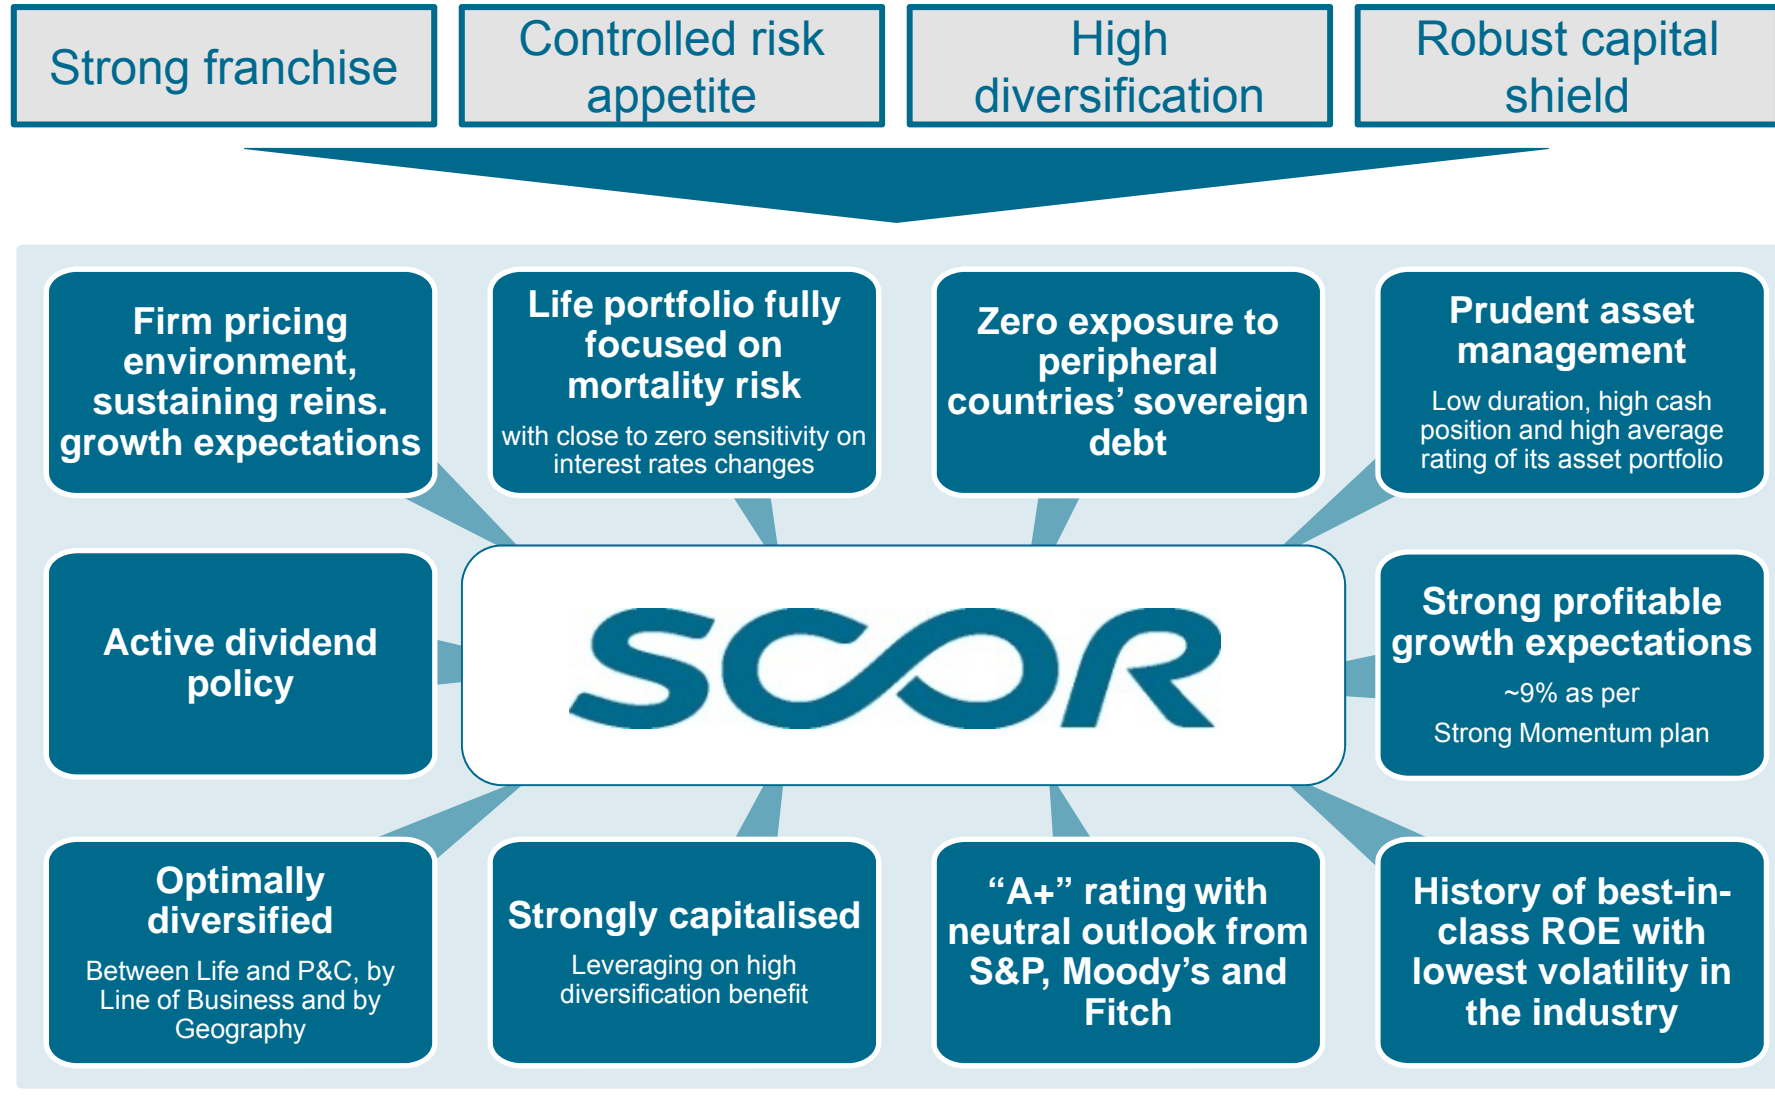 Strong franchise
Controlled risk
appetite
High
diversification
Robust capital
shield
Firm pricing
environment,
sustaining reins.
growth expectations
Life portfolio fully
focused on
mortality risk
with close to zero sensitivity on
interest rates changes
Zero exposure to
peripheral
countries’ sovereign
debt
Prudent asset
management
Low duration, high cash
position and high average
rating of its asset portfolio
Active dividend
policy
SCOR
Strong profitable
growth expectations
~9% as per
Strong Momentum plan
Optimally
diversified
Between Life and P&C, by
Line of Business and by
Geography
Strongly capitalised
Leveraging on high
diversification benefit
“A+” rating with
neutral outlook from
S&P, Moody’s and
Fitch
History of best-in-
class ROE with
lowest volatility in
the industry